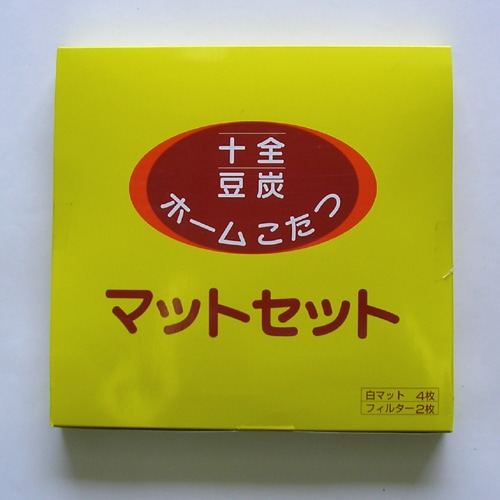 十全
豆炭
ホームこたつ
マットセット
白マット 4枚
フィルター2枚